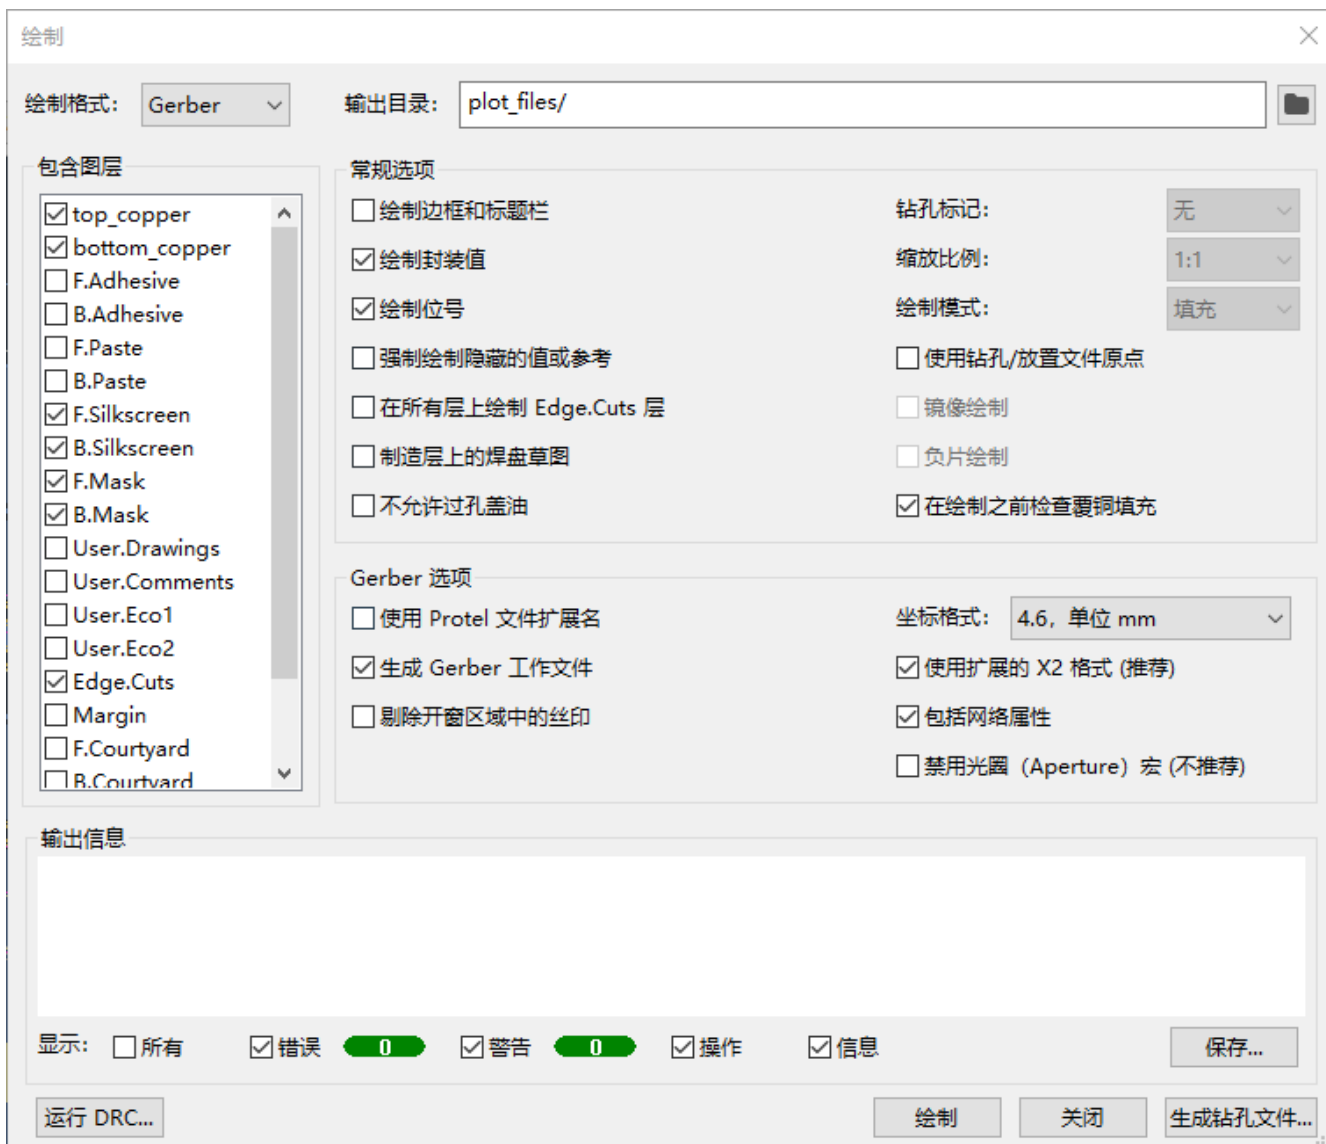 绘制
绘制格式: Gerber 输出目录: plot_files/
包含图层
top_copper
bottom_copper
F.Adhesive
B.Adhesive
F.Paste
B.Paste
F.Silkscreen
B.Silkscreen
F.Mask
B.Mask
User.Drawings
User.Comments
User.Eco1
User.Eco2
Edge.Cuts
Margin
F.Courtyard
B.Courtyard
常规选项
绘制边框和标题栏 钻孔标记: 无
绘制封装值 缩放比例: 1:1
绘制位号 绘制模式: 填充
强制绘制隐藏的值或参考 使用钻孔/放置文件原点
在所有层上绘制 Edge.Cuts 层 镜像绘制
制造层上的焊盘草图 负片绘制
不允许过孔盖油 在绘制之前检查覆铜填充
Gerber 选项
使用 Protel 文件扩展名 坐标格式: 4.6, 单位 mm
生成 Gerber 工作文件 使用扩展的 X2 格式 (推荐)
剔除开窗区域中的丝印 包括网络属性
禁用光圈（Aperture）宏 (不推荐)
输出信息
显示: 所有 错误 0 警告 0 操作 信息 保存...
运行 DRC... 绘制 关闭 生成钻孔文件...